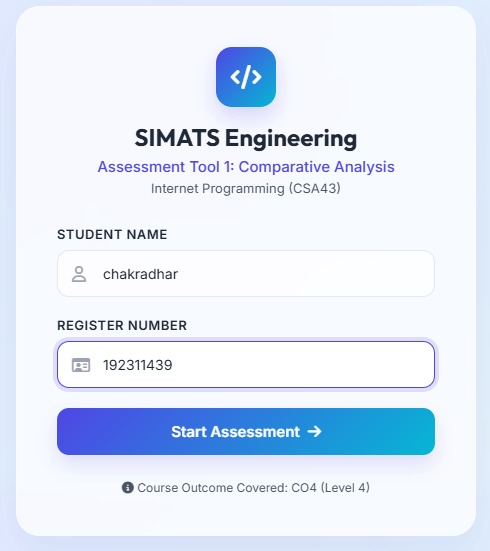 </>
SIMATS Engineering
Assessment Tool 1: Comparative Analysis
Internet Programming (CSA43)
STUDENT NAME
chakradhar
REGISTER NUMBER
192311439
Start Assessment →
Course Outcome Covered: CO4 (Level 4)